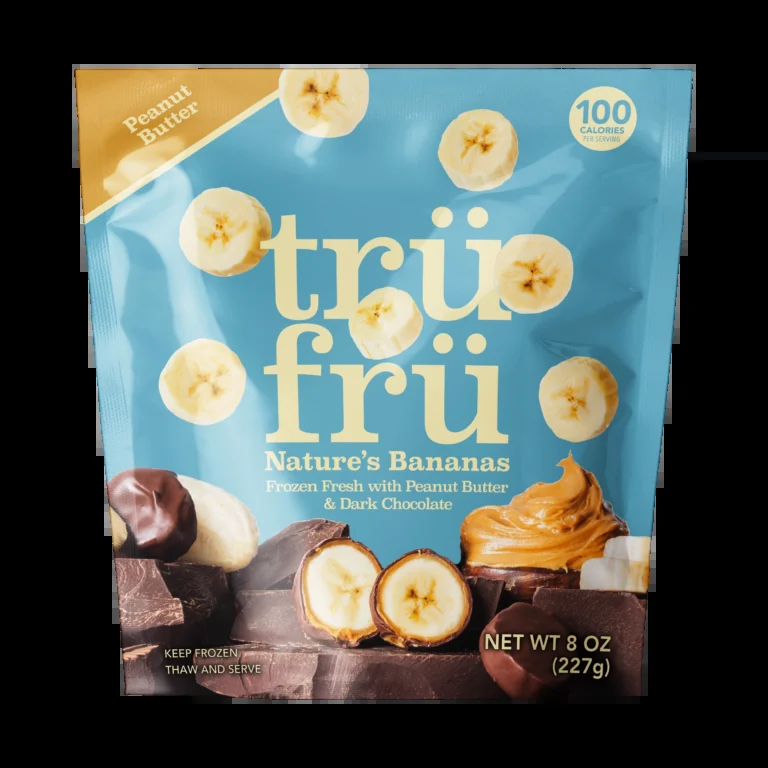 Peanut
Butter
100
CALORIES
PER SERVING
trü
frü
Nature's Bananas
Frozen Fresh with Peanut Butter
& Dark Chocolate
KEEP FROZEN
THAW AND SERVE
NET WT 8 OZ
(227g)